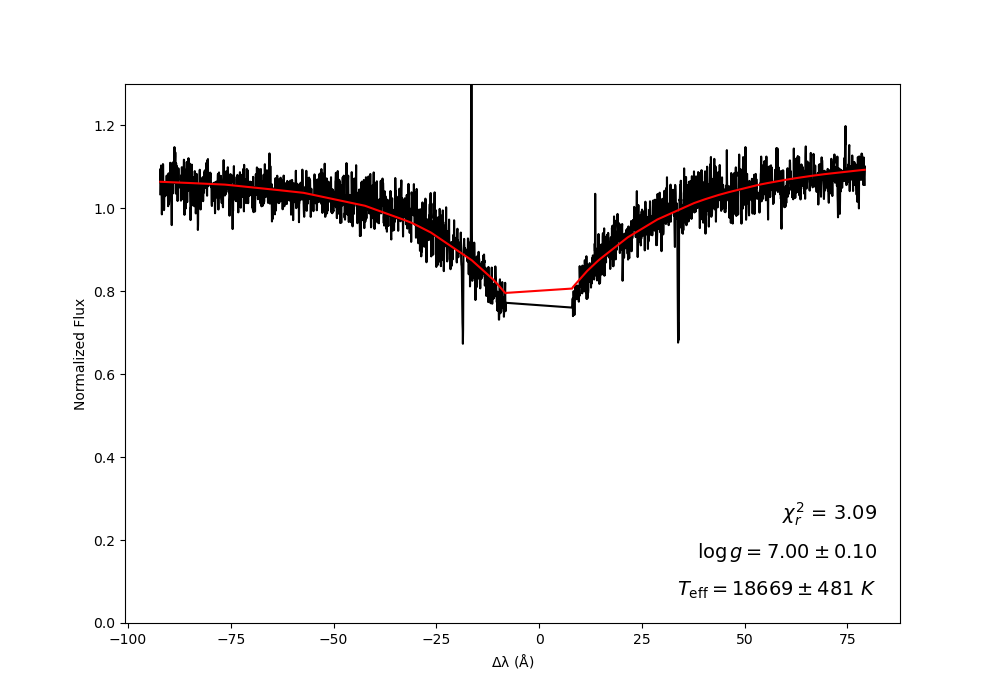 1.2
1.0
0.8
0.6
0.4
0.2
0.0
Normalized Flux
χ²ᵣ = 3.09
log g = 7.00 ± 0.10
T_eff = 18669 ± 481 K
−100 −75 −50 −25 0 25 50 75
Δλ (Å)